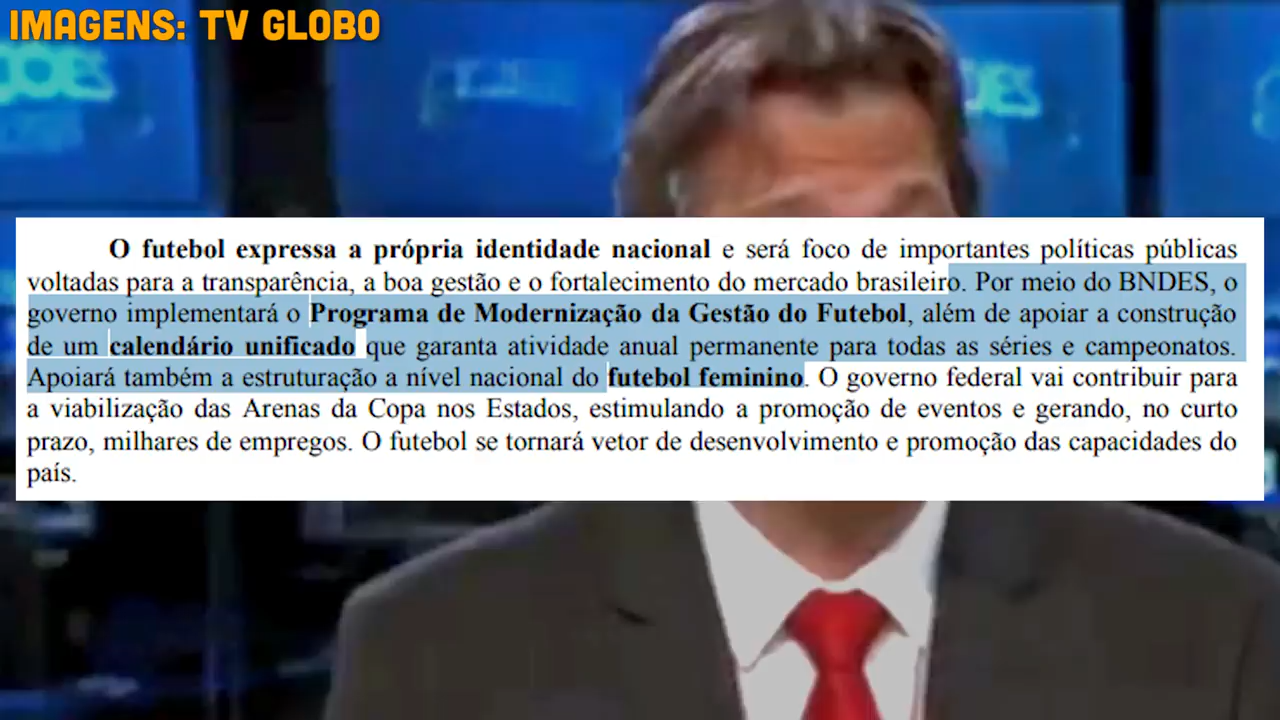 IMAGENS: TV GLOBO
O futebol expressa a própria identidade nacional e será foco de importantes políticas públicas
voltadas para a transparência, a boa gestão e o fortalecimento do mercado brasileiro. Por meio do BNDES, o
governo implementará o Programa de Modernização da Gestão do Futebol, além de apoiar a construção
de um calendário unificado que garanta atividade anual permanente para todas as séries e campeonatos.
Apoiará também a estruturação a nível nacional do futebol feminino. O governo federal vai contribuir para
a viabilização das Arenas da Copa nos Estados, estimulando a promoção de eventos e gerando, no curto
prazo, milhares de empregos. O futebol se tornará vetor de desenvolvimento e promoção das capacidades do
país.